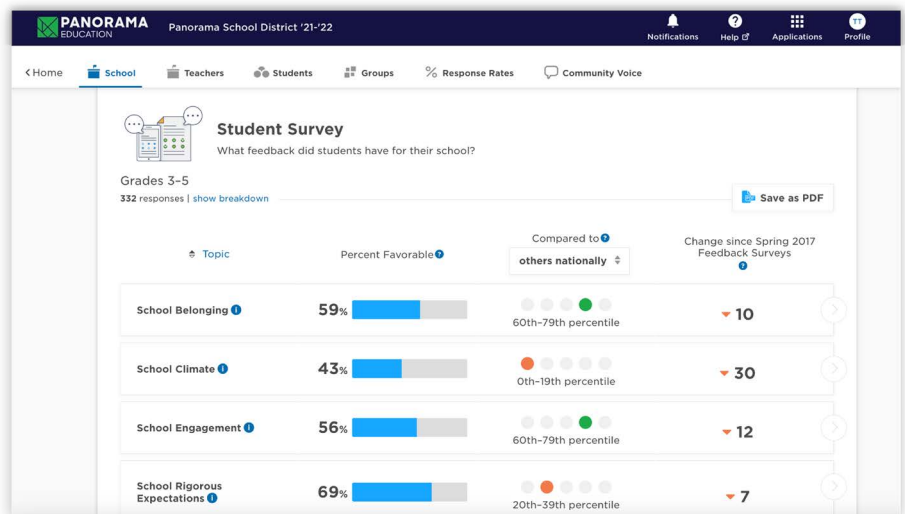 PANORAMA
EDUCATION
Panorama School District '21-'22
Notifications
Help
Applications
TT
Profile
Home
School
Teachers
Students
Groups
Response Rates
Community Voice
Student Survey
What feedback did students have for their school?
Grades 3–5
332 responses | show breakdown
Save as PDF
Topic
Percent Favorable
Compared to
others nationally
Change since Spring 2017
Feedback Surveys
School Belonging
59%
60th–79th percentile
10
School Climate
43%
0th–19th percentile
30
School Engagement
56%
60th–79th percentile
12
School Rigorous
Expectations
69%
20th–39th percentile
7